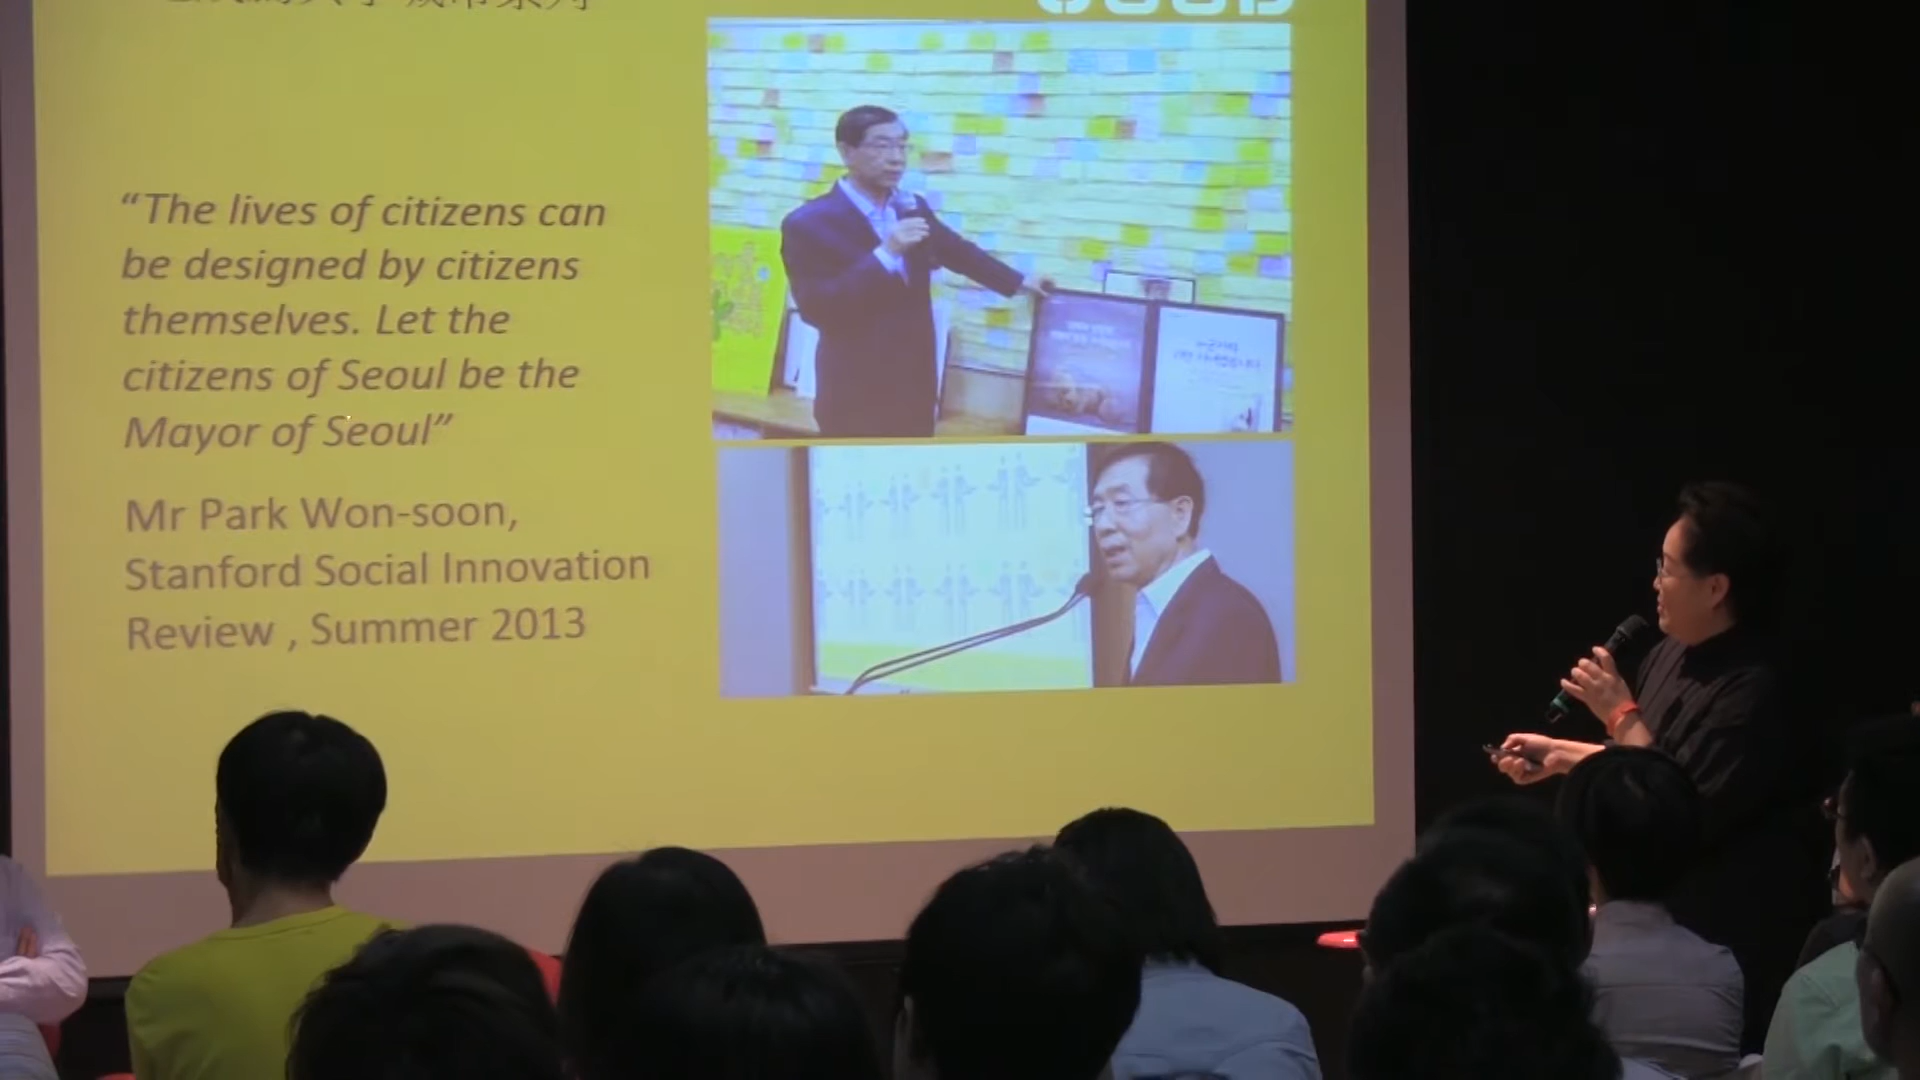 “The lives of citizens can
be designed by citizens
themselves. Let the
citizens of Seoul be the
Mayor of Seoul”
Mr Park Won-soon,
Stanford Social Innovation
Review , Summer 2013